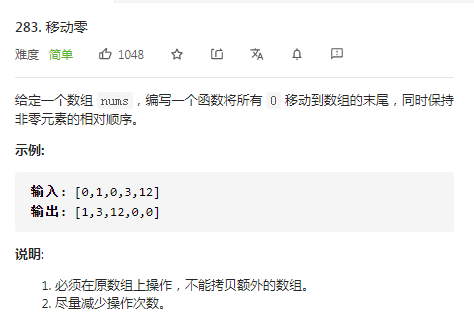 283. 移动零
难度 简单 1048
给定一个数组 nums，编写一个函数将所有 0 移动到数组的末尾，同时保持
非零元素的相对顺序。
示例:
输入: [0,1,0,3,12]
输出: [1,3,12,0,0]
说明:
1. 必须在原数组上操作，不能拷贝额外的数组。
2. 尽量减少操作次数。